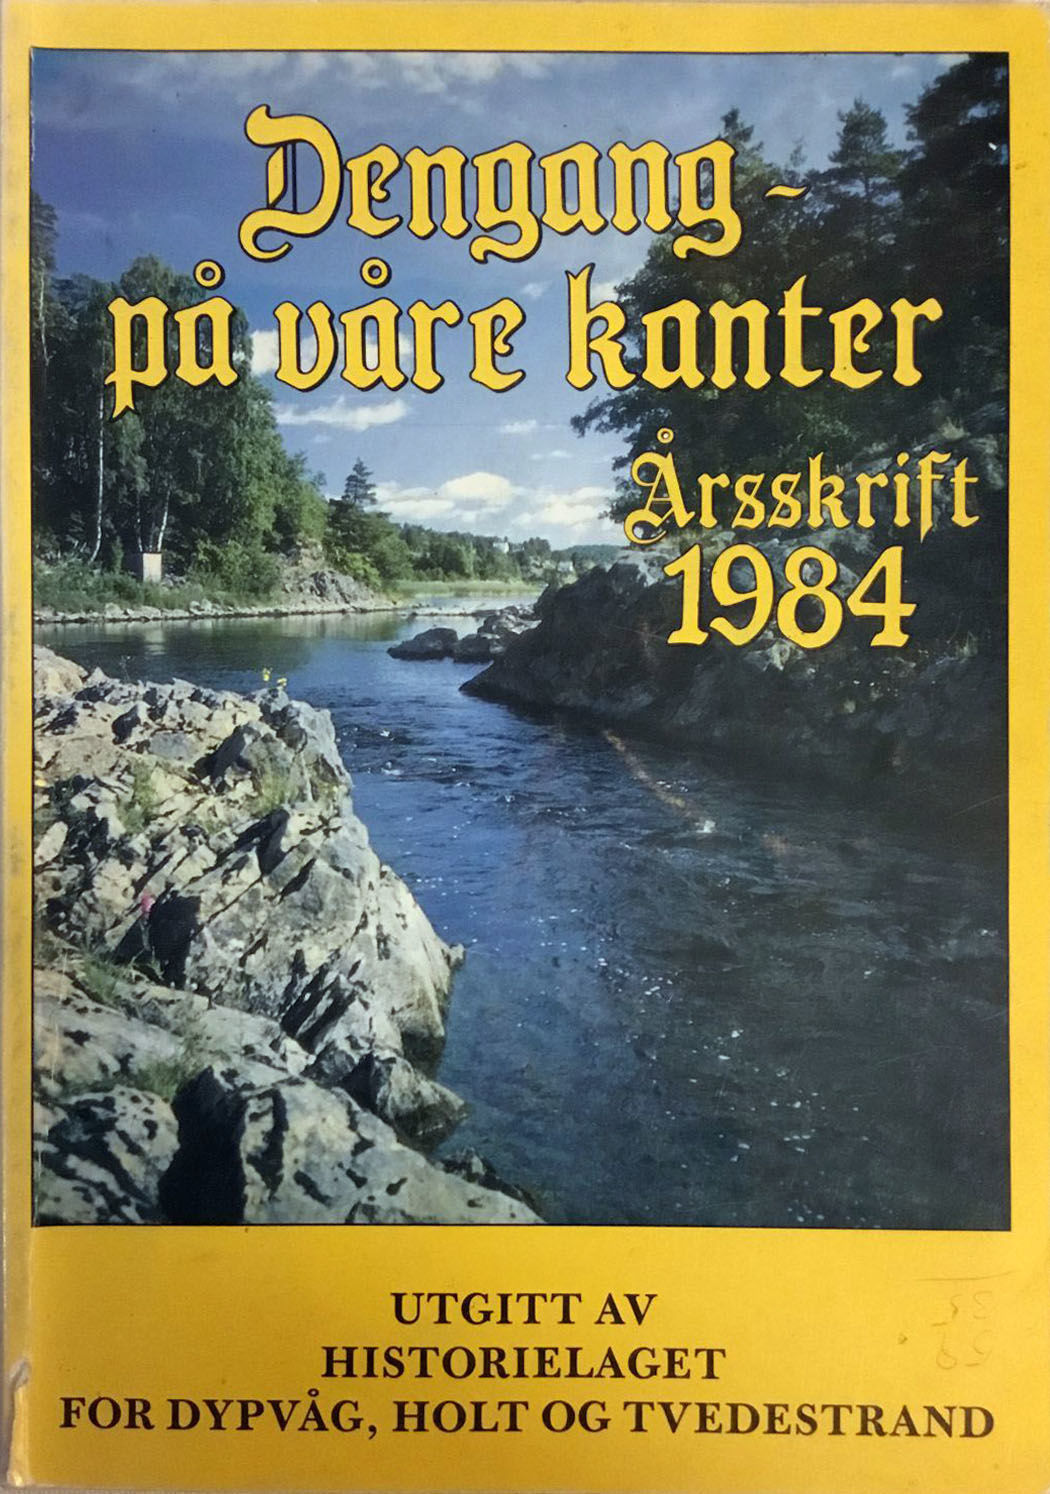 Dengang -
på våre kanter
Årsskrift
1984
UTGITT AV
HISTORIELAGET
FOR DYPVÅG, HOLT OG TVEDESTRAND